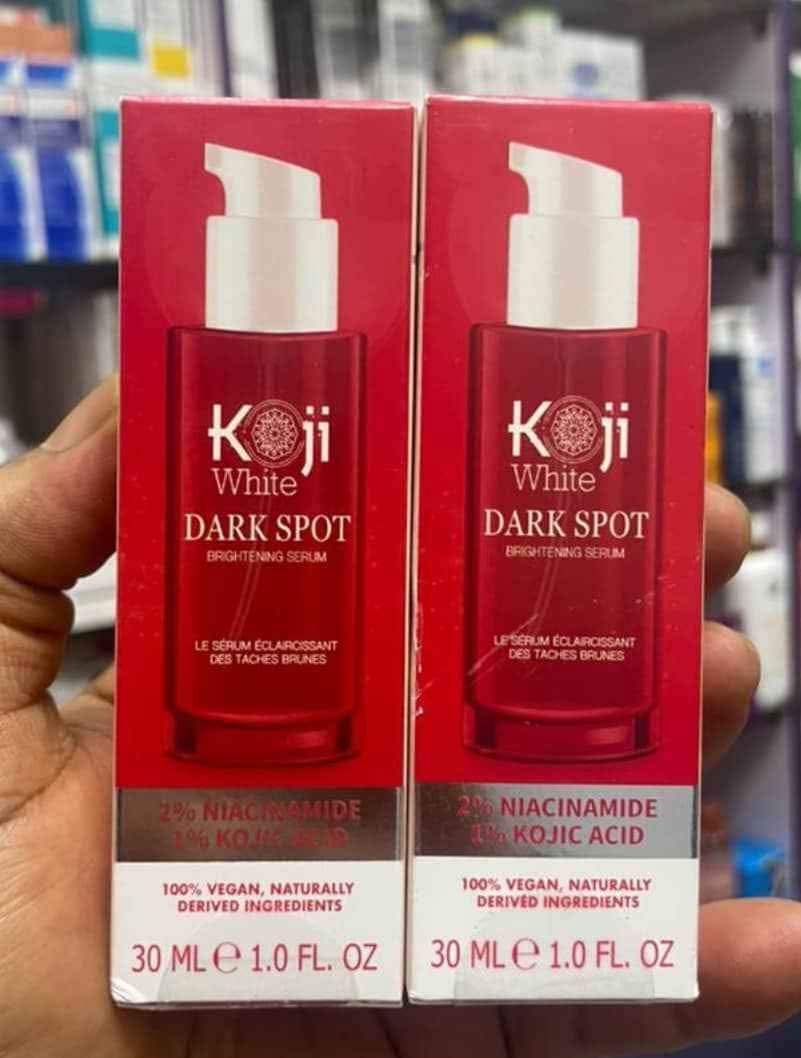 Koji
White
DARK SPOT
BRIGHTENING SERUM
LE SÉRUM ÉCLAIRCISSANT
DES TACHES BRUNES
2% NIACINAMIDE
1% KOJIC ACID
100% VEGAN, NATURALLY
DERIVED INGREDIENTS
30 ML ℮ 1.0 FL. OZ
Koji
White
DARK SPOT
BRIGHTENING SERUM
LE SÉRUM ÉCLAIRCISSANT
DES TACHES BRUNES
2% NIACINAMIDE
1% KOJIC ACID
100% VEGAN, NATURALLY
DERIVED INGREDIENTS
30 ML ℮ 1.0 FL. OZ